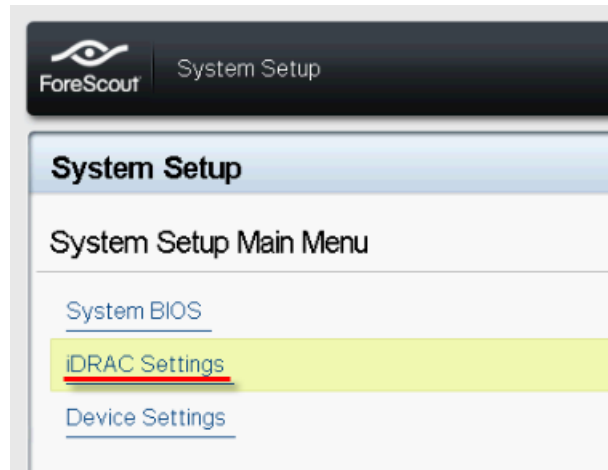 ForeScout
System Setup
System Setup
System Setup Main Menu
System BIOS
iDRAC Settings
Device Settings